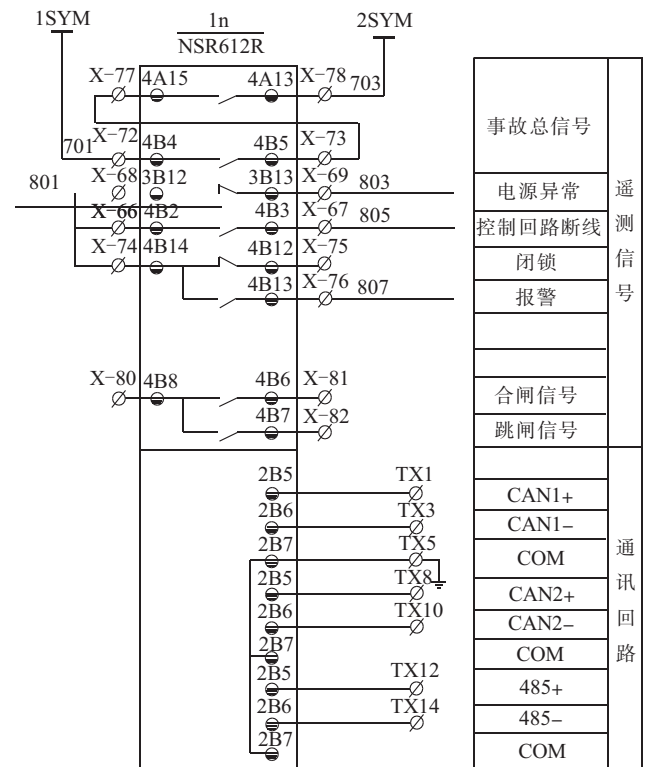 1SYM 1n 2SYM
NSR612R
X-77 4A15 4A13 X-78 703
事故总信号
701 X-72 4B4 4B5 X-73
801 X-68 3B12 3B13 X-69 803 电源异常
X-66 4B2 4B3 X-67 805 控制回路断线
X-74 4B14 4B12 X-75 闭锁
4B13 X-76 807 报警
遥测信号
X-80 4B8 4B6 X-81 合闸信号
4B7 X-82 跳闸信号
2B5 TX1 CAN1+
2B6 TX3 CAN1-
2B7 TX5 COM
2B5 TX8 CAN2+
2B6 TX10 CAN2-
2B7 COM
2B5 TX12 485+
2B6 TX14 485-
2B7 COM
通讯回路